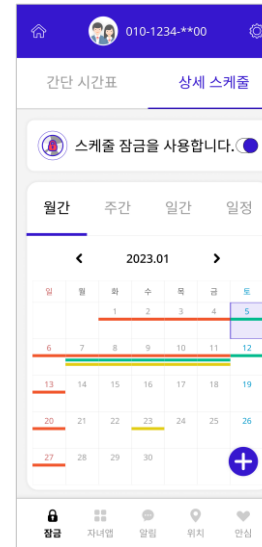 010-1234-**00
간단 시간표 상세 스케줄
스케줄 잠금을 사용합니다.
월간 주간 일간 일정
2023.01
일 월 화 수 목 금 토
1 2 3 4 5
6 7 8 9 10 11 12
13 14 15 16 17 18 19
20 21 22 23 24 25 26
27 28 29 30
잠금 자녀앱 알림 위치 안심